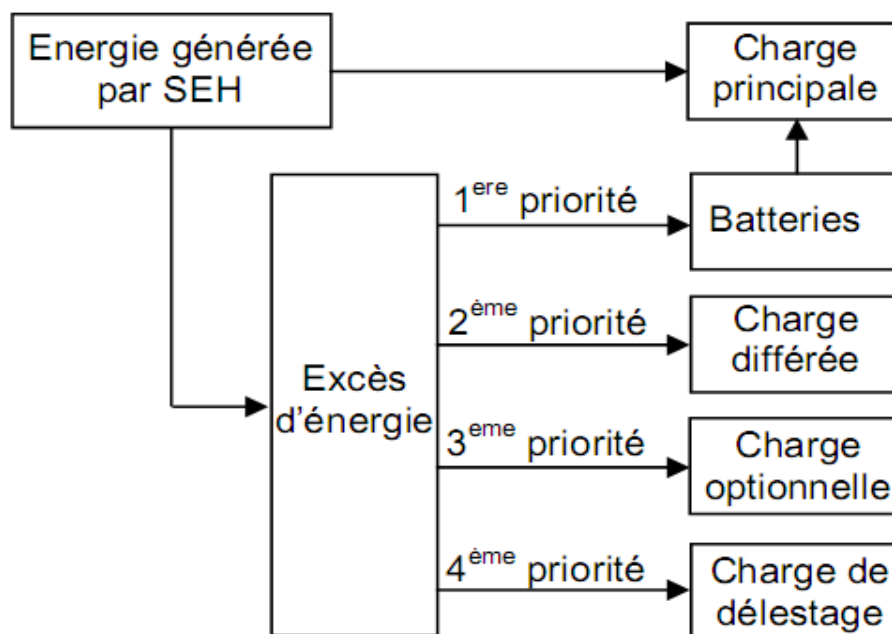 Energie générée
par SEH
Charge
principale
1ere priorité
Batteries
2ème priorité
Charge
différée
Excès
d'énergie
3eme priorité
Charge
optionnelle
4ème priorité
Charge de
délestage